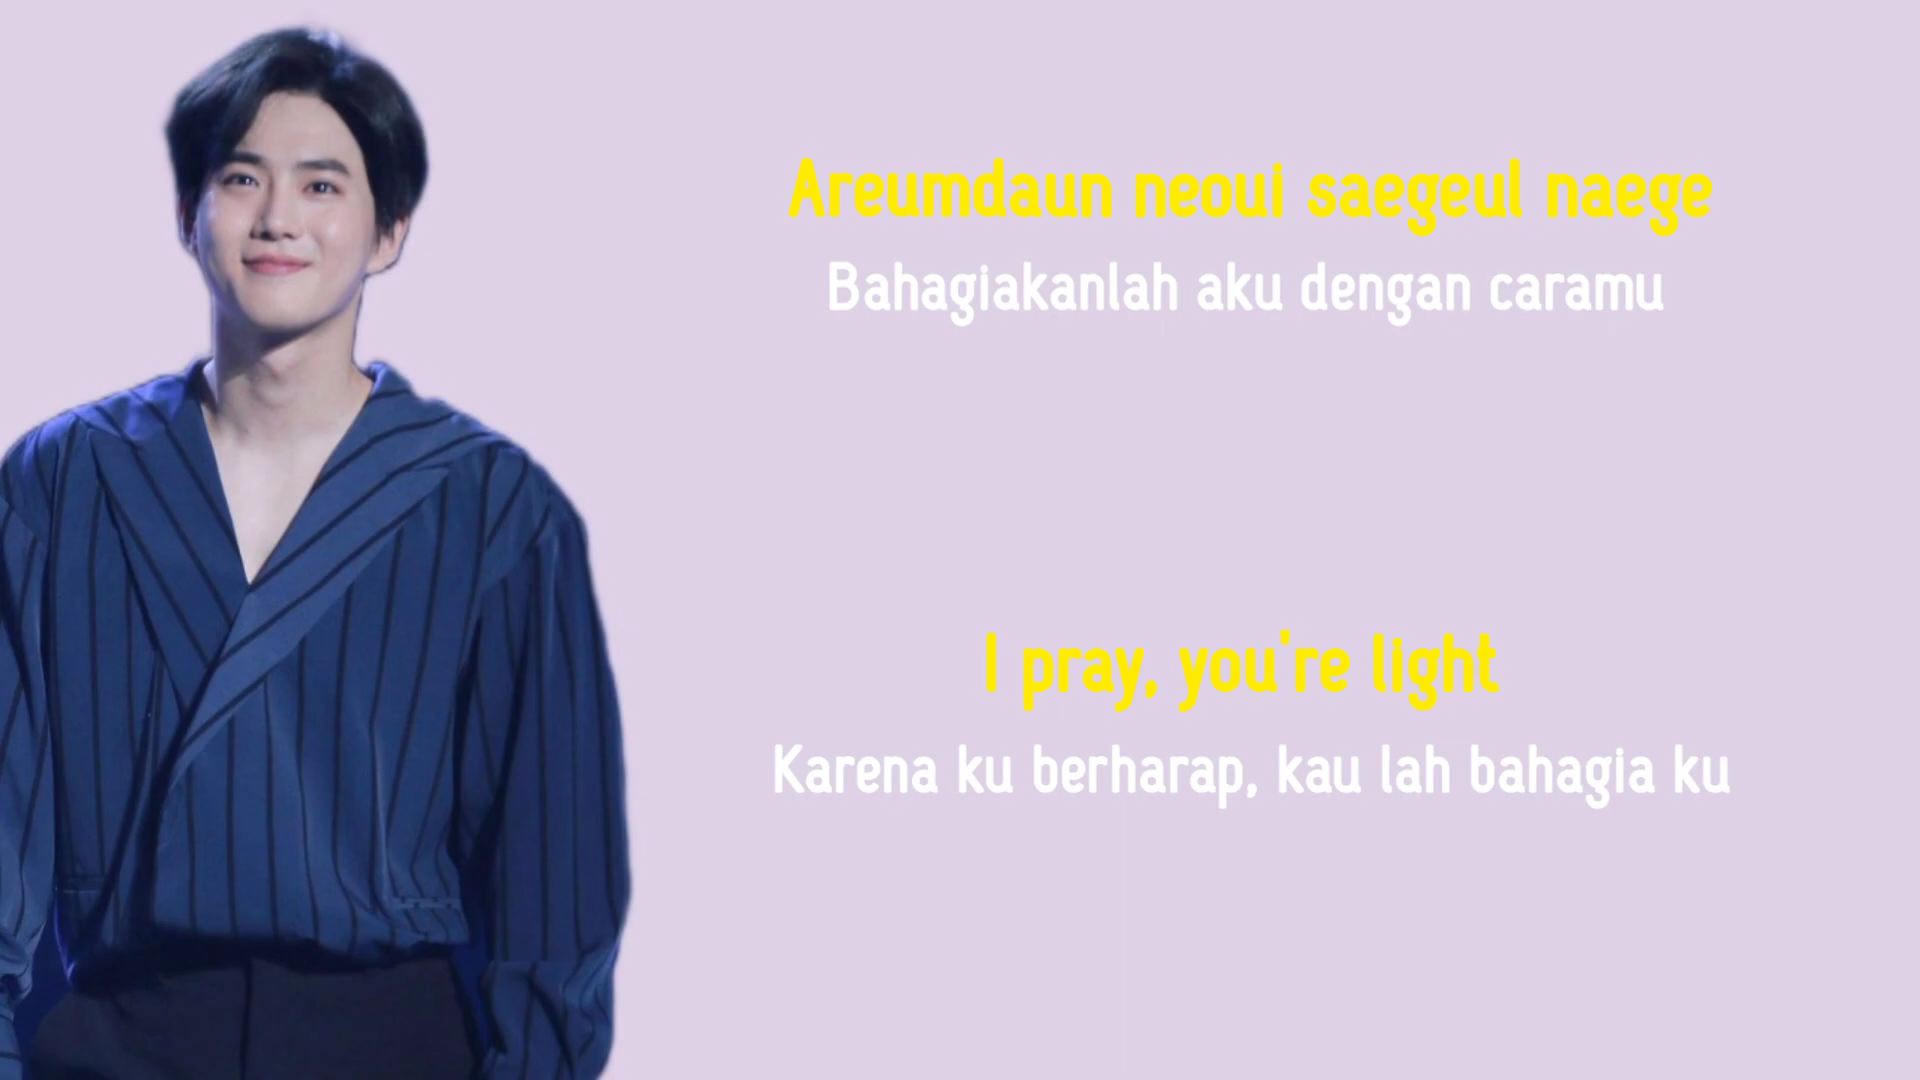 Areumdaun neoui saegeul naege
Bahagiakanlah aku dengan caramu
I pray, you're light
Karena ku berharap, kau lah bahagia ku